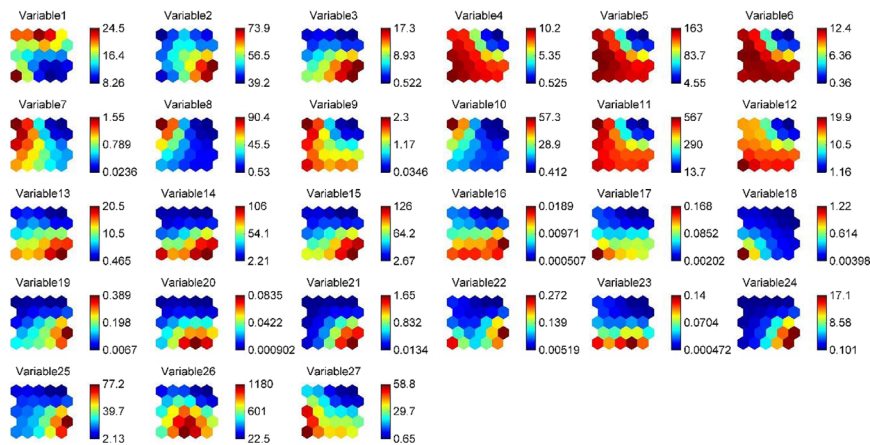 Variable1 Variable2 Variable3 Variable4 Variable5 Variable6
24.5 73.9 17.3 10.2 163 12.4
16.4 56.5 8.93 5.35 83.7 6.36
8.26 39.2 0.522 0.525 4.55 0.36
Variable7 Variable8 Variable9 Variable10 Variable11 Variable12
1.55 90.4 2.3 57.3 567 19.9
0.789 45.5 1.17 28.9 290 10.5
0.0236 0.53 0.0346 0.412 13.7 1.16
Variable13 Variable14 Variable15 Variable16 Variable17 Variable18
20.5 106 126 0.0189 0.168 1.22
10.5 54.1 64.2 0.00971 0.0852 0.614
0.465 2.21 2.67 0.000507 0.00202 0.00398
Variable19 Variable20 Variable21 Variable22 Variable23 Variable24
0.389 0.0835 1.65 0.272 0.14 17.1
0.198 0.0422 0.832 0.139 0.0704 8.58
0.0067 0.000902 0.0134 0.00519 0.000472 0.101
Variable25 Variable26 Variable27
77.2 1180 58.8
39.7 601 29.7
2.13 22.5 0.65